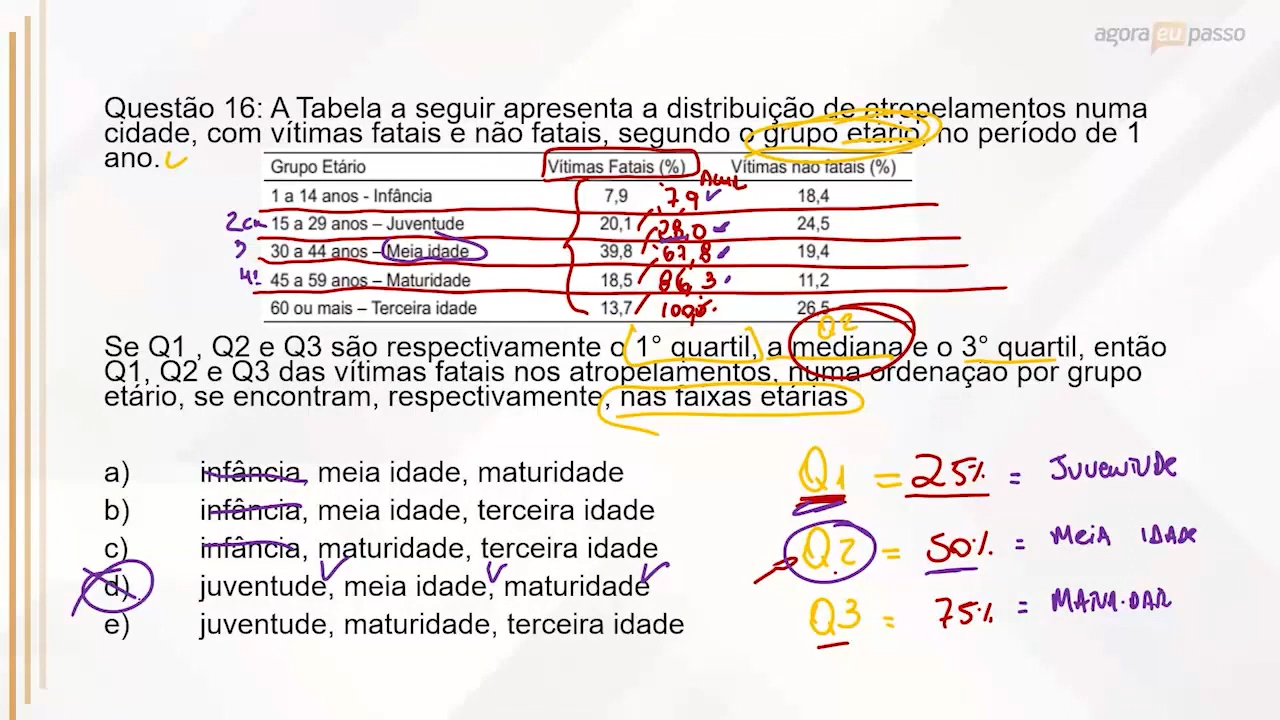 agora eu passo
Questão 16: A Tabela a seguir apresenta a distribuição de atropelamentos numa
cidade, com vítimas fatais e não fatais, segundo o grupo etário, no período de 1
ano.
Grupo Etário Vítimas Fatais (%) Vítimas não fatais (%)
1 a 14 anos - Infância 7,9 7,9 18,4
15 a 29 anos – Juventude 20,1 28,0 24,5
3 30 a 44 anos – Meia idade 39,8 67,8 19,4
45 a 59 anos – Maturidade 18,5 86,3 11,2
60 ou mais – Terceira idade 13,7 100,0 26,5
Q2
Se Q1 , Q2 e Q3 são respectivamente o 1° quartil, a mediana e o 3° quartil, então
Q1, Q2 e Q3 das vítimas fatais nos atropelamentos, numa ordenação por grupo
etário, se encontram, respectivamente, nas faixas etárias
a) infância, meia idade, maturidade
b) infância, meia idade, terceira idade
c) infância, maturidade, terceira idade
d) juventude, meia idade, maturidade
e) juventude, maturidade, terceira idade
Q1 = 25% = JUVENTUDE
Q2 = 50% = MEIA IDADE
Q3 = 75% =